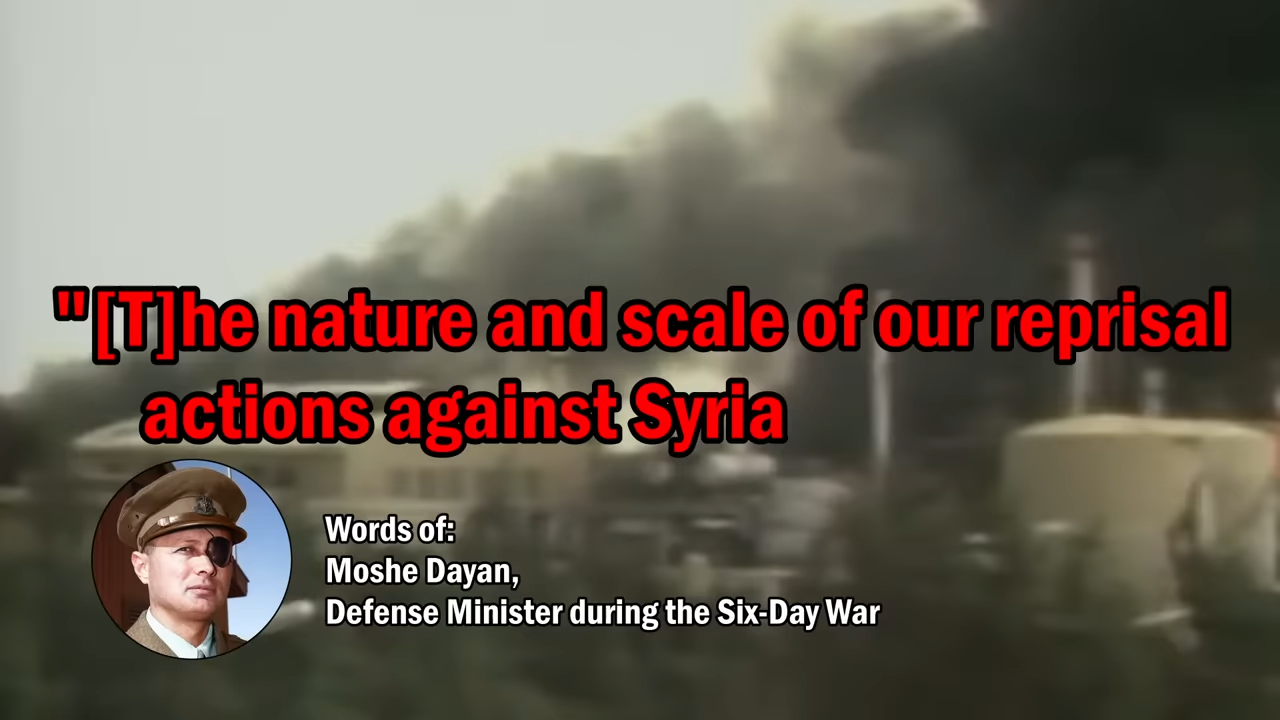 "[T]he nature and scale of our reprisal
actions against Syria
Words of:
Moshe Dayan,
Defense Minister during the Six-Day War